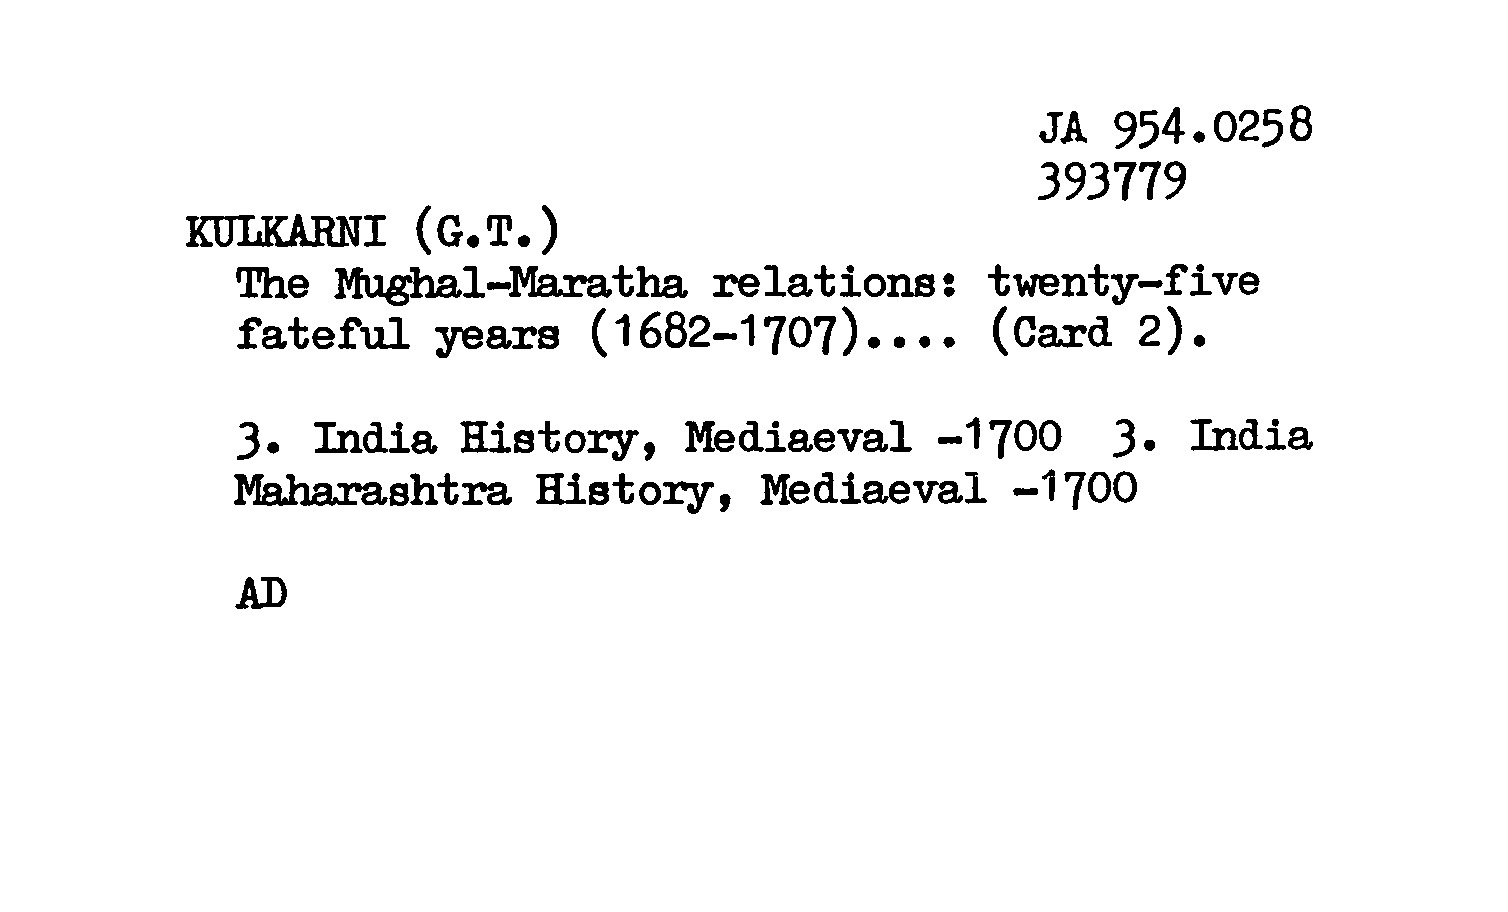 JA 954.0258
393779
KULKARNI (G.T.)
The Mughal-Maratha relations: twenty-five
fateful years (1682-1707).... (Card 2).
3. India History, Mediaeval -1700 3. India
Maharashtra History, Mediaeval -1700
AD